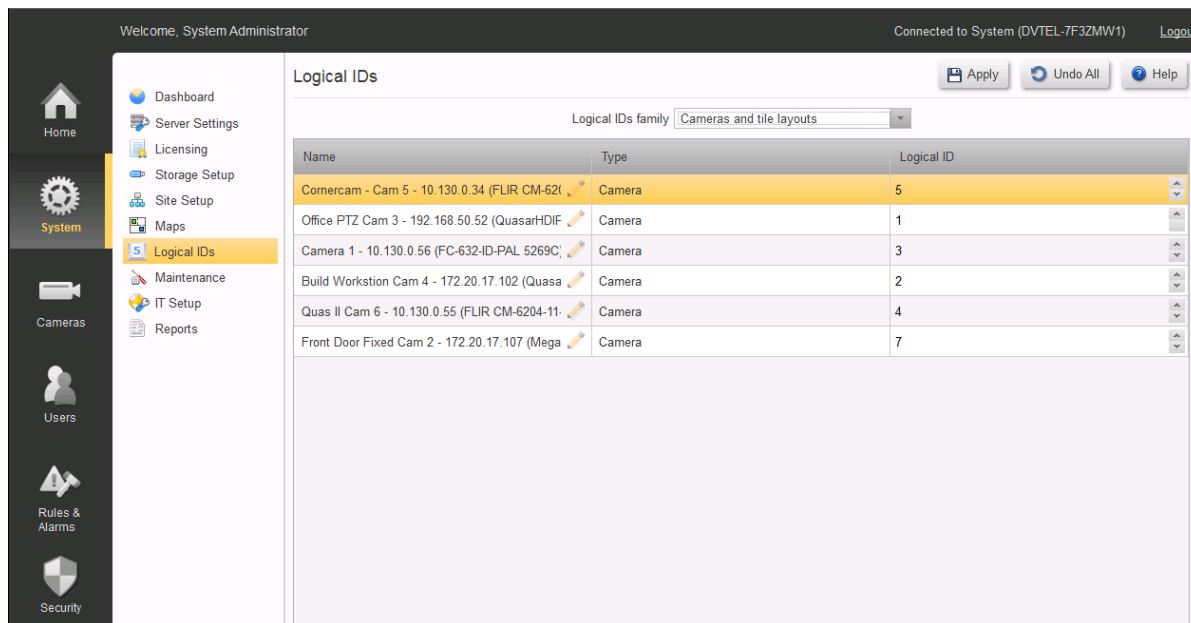 Welcome, System Administrator
Connected to System (DVTEL-7F3ZMW1)
Logou
Home
System
Cameras
Users
Rules &
Alarms
Security
Dashboard
Server Settings
Licensing
Storage Setup
Site Setup
Maps
5 Logical IDs
Maintenance
IT Setup
Reports
Logical IDs
Apply
Undo All
? Help
Logical IDs family Cameras and tile layouts
Name Type Logical ID
Cornercam - Cam 5 - 10.130.0.34 (FLIR CM-620 Camera 5
Office PTZ Cam 3 - 192.168.50.52 (QuasarHDIF Camera 1
Camera 1 - 10.130.0.56 (FC-632-ID-PAL 5269C) Camera 3
Build Workstion Cam 4 - 172.20.17.102 (Quasa Camera 2
Quas II Cam 6 - 10.130.0.55 (FLIR CM-6204-11- Camera 4
Front Door Fixed Cam 2 - 172.20.17.107 (Mega Camera 7